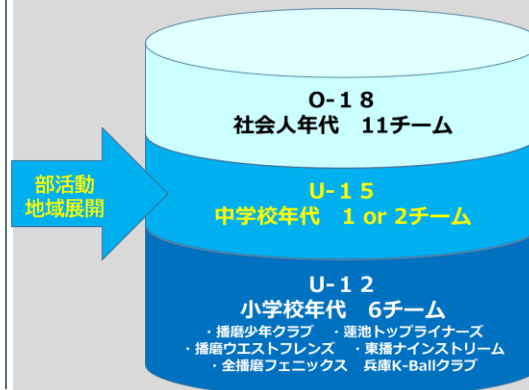 O-１８
社会人年代　11チーム
部活動
地域展開
U-１５
中学校年代　1 or 2チーム
U-１２
小学校年代　6チーム
・播磨少年クラブ　・蓮池トップライナーズ
・播磨ウエストフレンズ　・東播ナインストリーム
・全播磨フェニックス　兵庫K-Ballクラブ